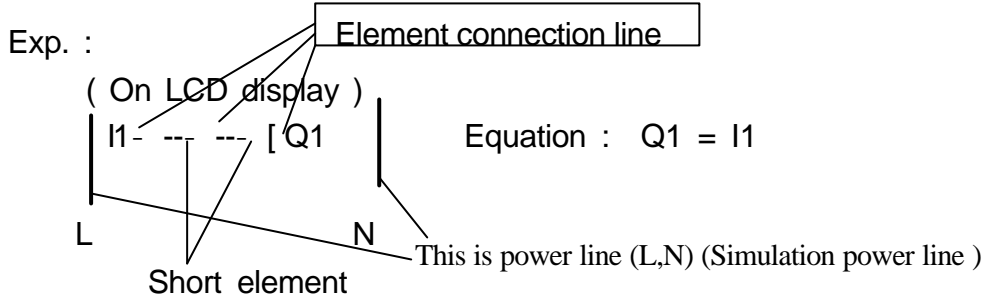 Element connection line
Exp. :
( On LCD display )
I1- --- --- [ Q1
Equation : Q1 = I1
L
N
This is power line (L,N) (Simulation power line )
Short element